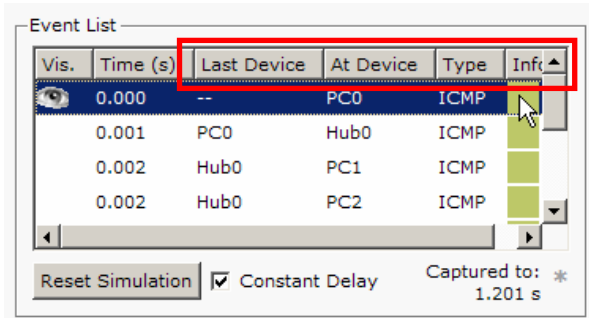 Event List
Vis. Time (s) Last Device At Device Type Info
0.000 -- PC0 ICMP
0.001 PC0 Hub0 ICMP
0.002 Hub0 PC1 ICMP
0.002 Hub0 PC2 ICMP
Reset Simulation Constant Delay Captured to: *
1.201 s